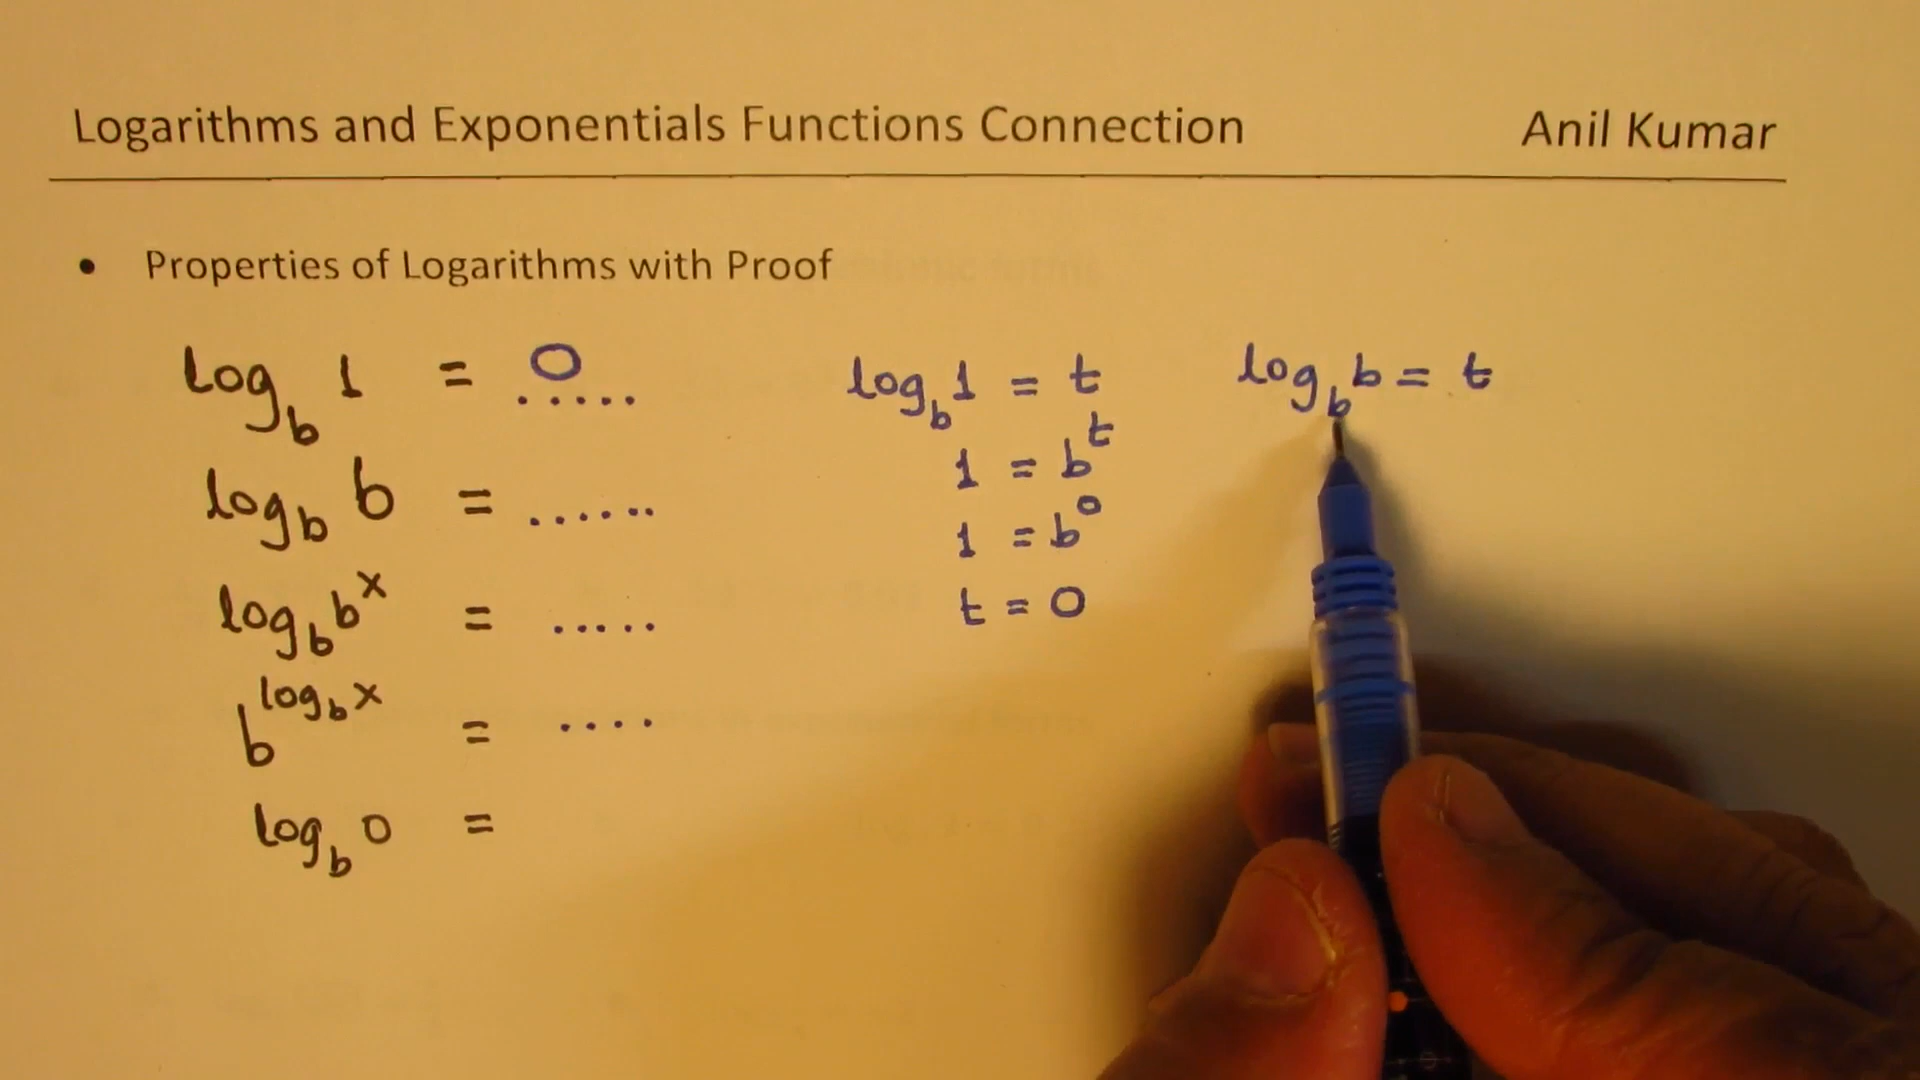 Logarithms and Exponentials Functions Connection Anil Kumar
• Properties of Logarithms with Proof
log_b 1 = 0 .....
log_b b = ......
log_b b^x = .....
b^(log_b x) = ....
log_b 0 =
log_b 1 = t
1 = b^t
1 = b^0
t = 0
log_b b = t